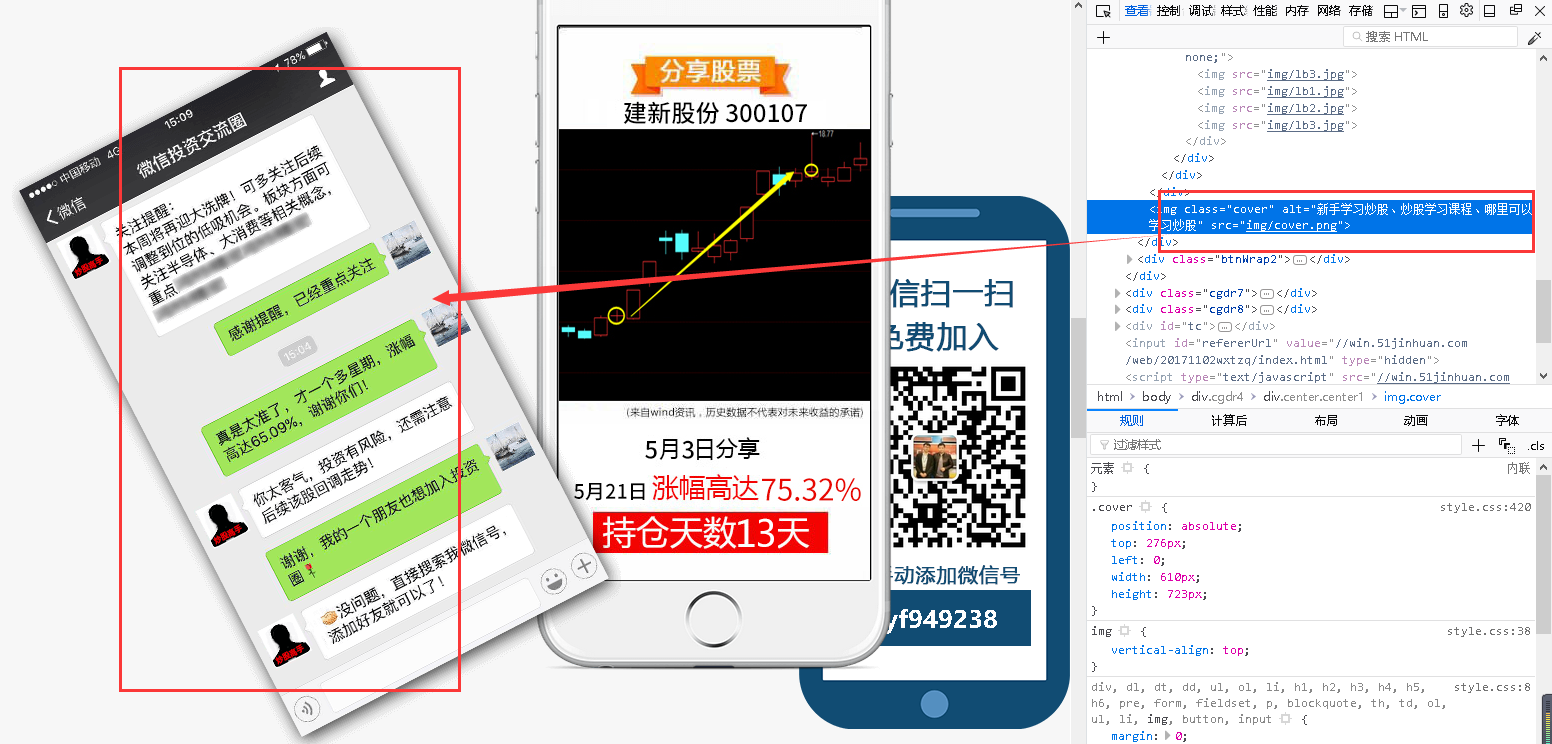 78%
15:09
中国移动 4G
微信
微信投资交流圈
关注提醒:
本周将再迎大洗牌！可多关注后续
调整到位的低吸机会。板块方面可
关注半导体、大消费等相关概念，
重点
炒股高手
感谢提醒，已经重点关注
15:04
真是太准了，才一个多星期，涨幅
高达65.09%，谢谢你们！
你太客气，投资有风险，还需注意
后续该股回调走势！
炒股高手
谢谢，我的一个朋友也想加入投资
圈
没问题，直接搜索我微信号，
添加好友就可以了！
炒股高手
分享股票
建新股份 300107
18.77
(来自wind资讯，历史数据不代表对未来收益的承诺)
5月3日分享
5月21日 涨幅高达75.32%
持仓天数13天
信扫一扫
免费加入
动添加微信号
yf949238
查看 控制 调试 样式 性能 内存 网络 存储
搜索 HTML
none;">
<img src="img/lb3.jpg">
<img src="img/lb1.jpg">
<img src="img/lb2.jpg">
<img src="img/lb3.jpg">
</div>
</div>
</div>
</div>
<img class="cover" alt="新手学习炒股、炒股学习课程、哪里可以
学习炒股" src="img/cover.png">
</div>
<div class="btnWrap2"></div>
</div>
<div class="cgdr7"></div>
<div class="cgdr8"></div>
<div id="tc"></div>
<input id="refererUrl" value="//win.51jinhuan.com
/web/20171102wxtzq/index.html" type="hidden">
<script type="text/javascript" src="//win.51jinhuan.com
html > body > div.cgdr4 > div.center.center1 > img.cover
规则 计算后 布局 动画 字体
过滤样式 + .cls
元素 { 内联
}
.cover { style.css:420
position: absolute;
top: 276px;
left: 0;
width: 610px;
height: 723px;
}
img { style.css:38
vertical-align: top;
}
div, dl, dt, dd, ul, ol, li, h1, h2, h3, h4, h5, style.css:8
h6, pre, form, fieldset, p, blockquote, th, td, ol,
ul, li, img, button, input {
margin: 0;